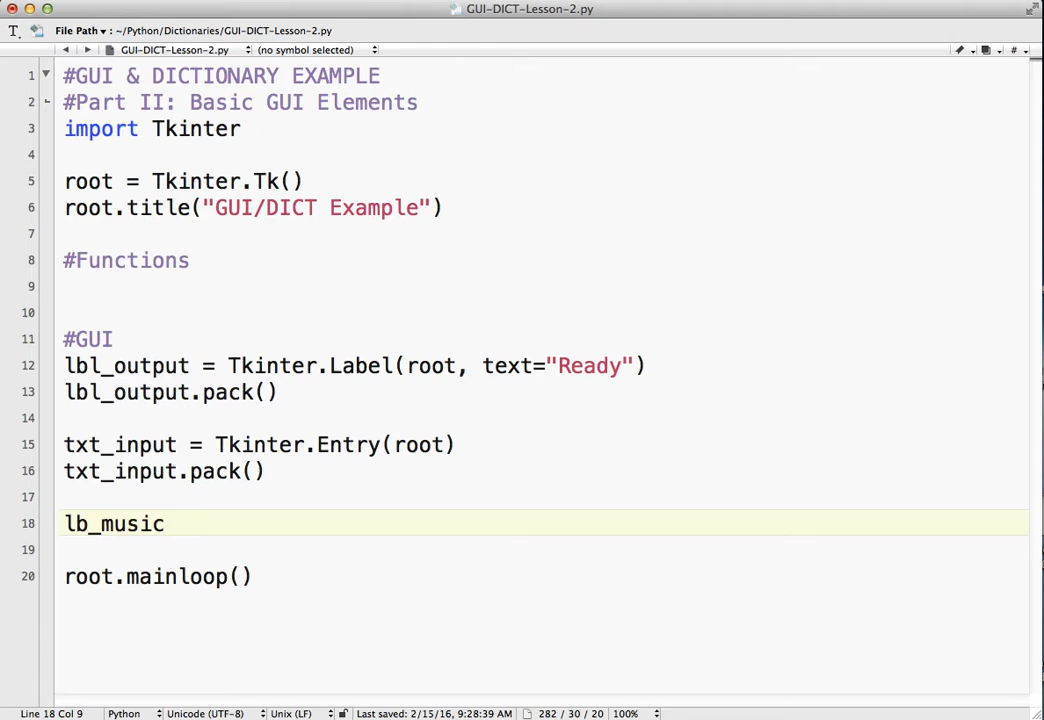 GUI-DICT-Lesson-2.py
File Path ▾ : ~/Python/Dictionaries/GUI-DICT-Lesson-2.py
GUI-DICT-Lesson-2.py (no symbol selected) #
1 #GUI & DICTIONARY EXAMPLE
2 #Part II: Basic GUI Elements
3 import Tkinter
4
5 root = Tkinter.Tk()
6 root.title("GUI/DICT Example")
7
8 #Functions
9
10
11 #GUI
12 lbl_output = Tkinter.Label(root, text="Ready")
13 lbl_output.pack()
14
15 txt_input = Tkinter.Entry(root)
16 txt_input.pack()
17
18 lb_music
19
20 root.mainloop()
Line 18 Col 9 Python Unicode (UTF-8) Unix (LF) Last saved: 2/15/16, 9:28:39 AM 282 / 30 / 20 100%